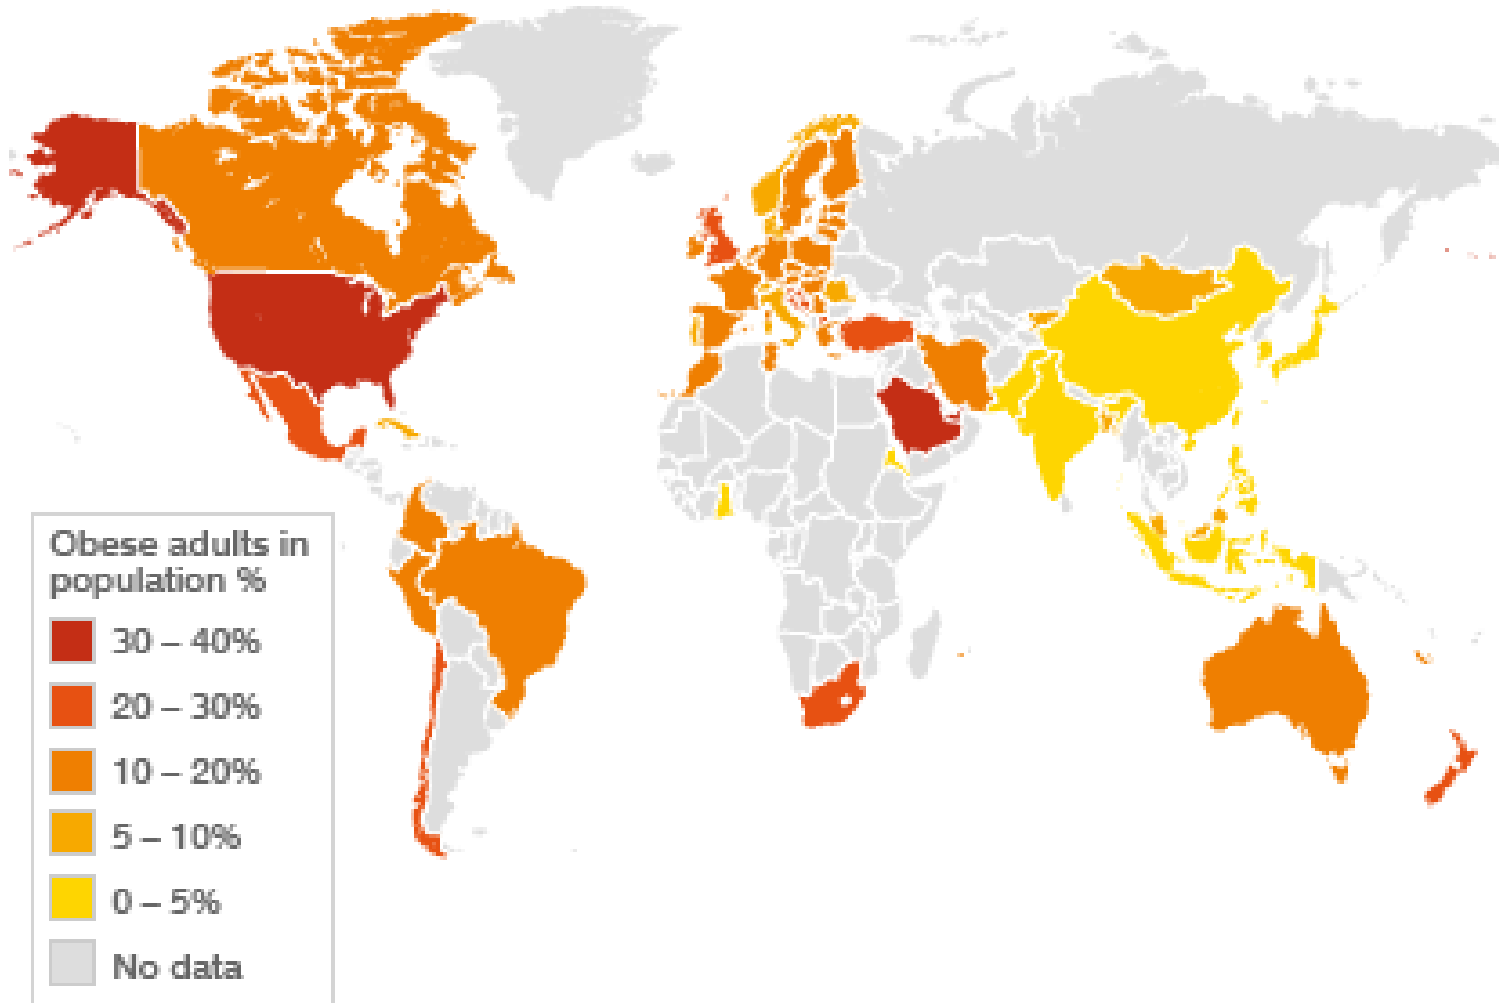 Obese adults in
population %
30 – 40%
20 – 30%
10 – 20%
5 – 10%
0 – 5%
No data